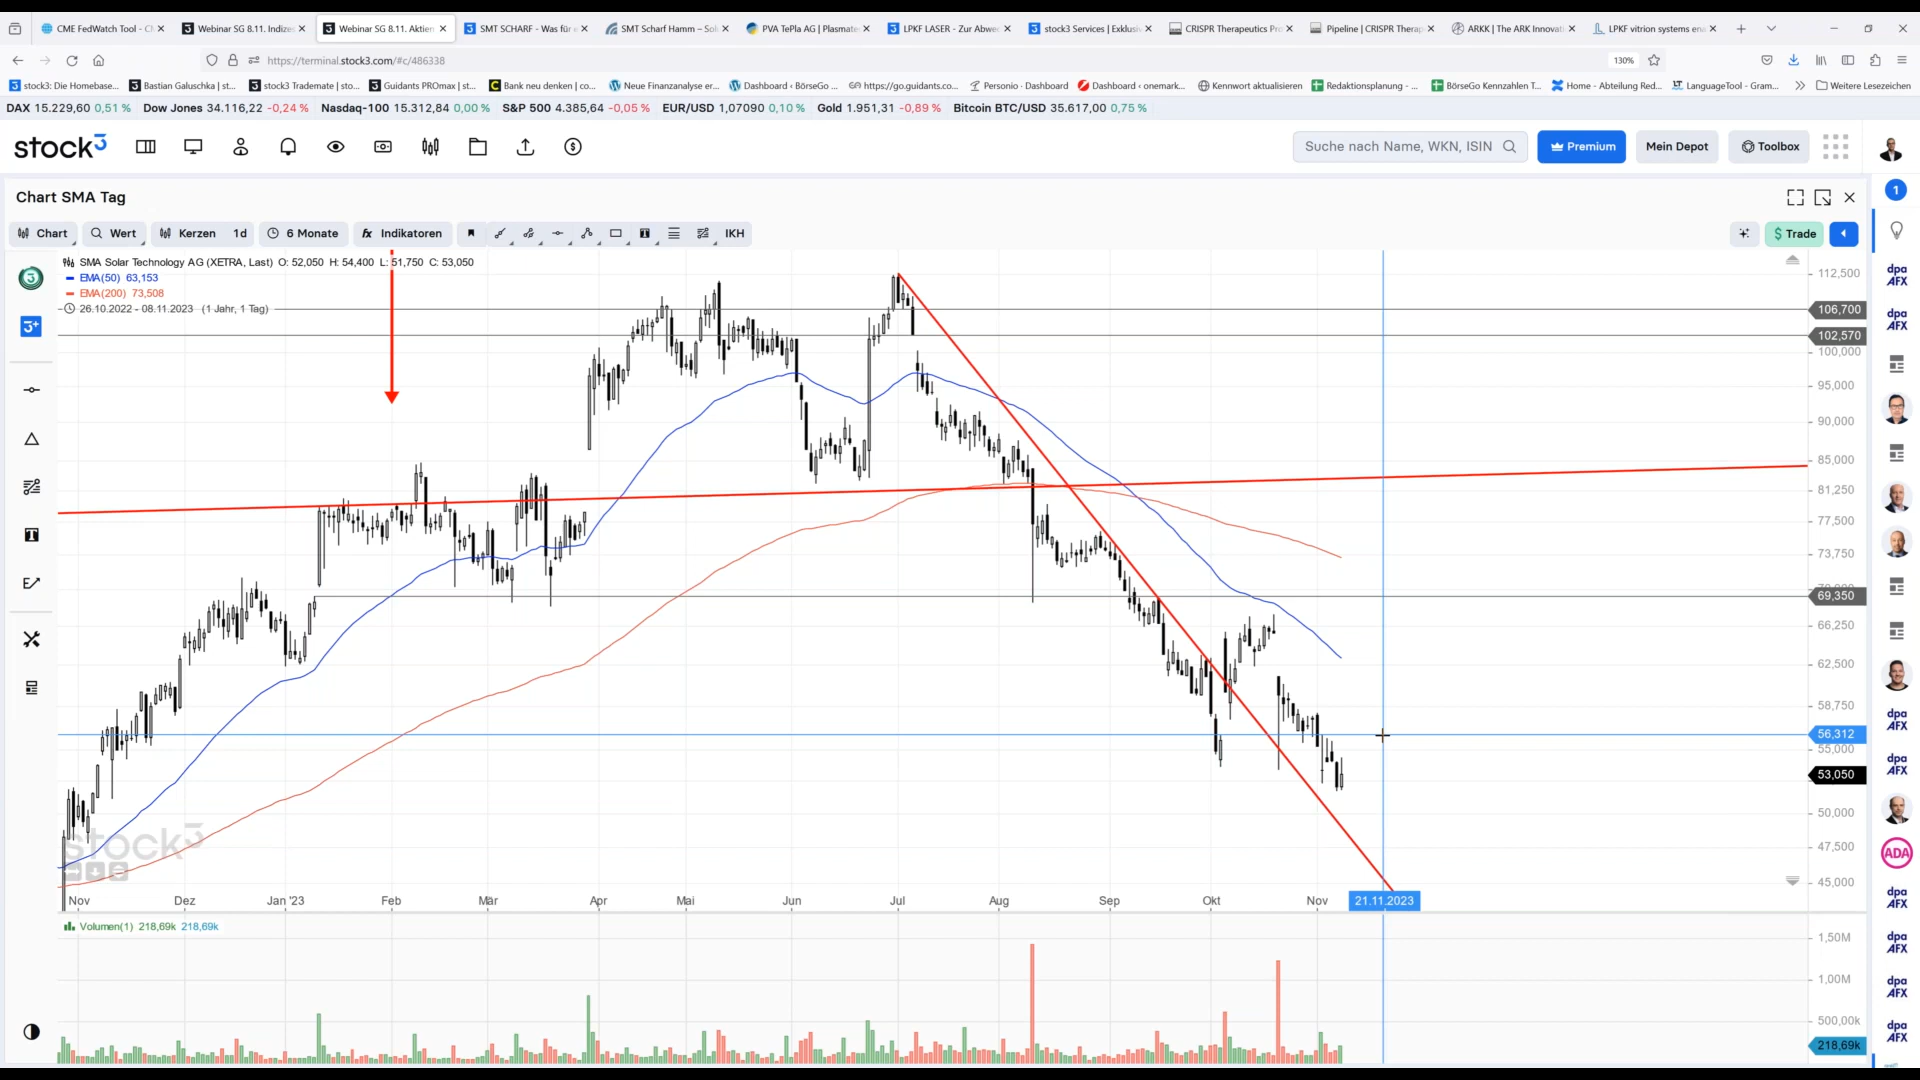 CME FedWatch Tool - C
Webinar SG 8.11. Indize
Webinar SG 8.11. Aktien
SMT SCHARF - Was für
SMT Scharf Hamm – So
PVA TePla AG | Plasmate
LPKF LASER - Zur Abwe
stock3 Services | Exklusiv
CRISPR Therapeutics Pr
Pipeline | CRISPR Therap
ARKK | The ARK Innovati
LPKF vitrion systems ena
https://terminal.stock3.com/#c/486338
130%
stock3: Die Homebase...
Bastian Galuschka | st...
stock3 Trademate | sto...
Guidants PROmax | st...
Bank neu denken | co...
Neue Finanzanalyse er...
Dashboard ‹ BörseGo ...
https://go.guidants.co...
Personio · Dashboard
Dashboard ‹ onemark...
Kennwort aktualisieren
Redaktionsplanung - ...
BörseGo Kennzahlen T...
Home - Abteilung Red...
LanguageTool - Gram...
Weitere Lesezeichen
DAX 15.229,60 0,51 % Dow Jones 34.116,22 -0,24 % Nasdaq-100 15.312,84 0,00 % S&P 500 4.385,64 -0,05 % EUR/USD 1,07090 0,10 % Gold 1.951,31 -0,89 % Bitcoin BTC/USD 35.617,00 0,75 %
stock3
Suche nach Name, WKN, ISIN
Premium
Mein Depot
Toolbox
Chart SMA Tag
1
Chart
Wert
Kerzen 1d
6 Monate
fx Indikatoren
IKH
$ Trade
SMA Solar Technology AG (XETRA, Last) O: 52,050 H: 54,400 L: 51,750 C: 53,050
EMA(50) 63,153
EMA(200) 73,508
26.10.2022 - 08.11.2023 (1 Jahr, 1 Tag)
112,500
106,700
102,570
100,000
95,000
90,000
85,000
81,250
77,500
73,750
69,350
66,250
62,500
58,750
56,312
55,000
53,050
50,000
47,500
45,000
stock3
Nov Dez Jan '23 Feb Mär Apr Mai Jun Jul Aug Sep Okt Nov 21.11.2023
Volumen(1) 218,69k 218,69k
1,50M
1,00M
500,00k
218,69k
dpa
AFX
dpa
AFX
dpa
AFX
dpa
AFX
ADA
dpa
AFX
dpa
AFX
dpa
AFX
dpa
AFX